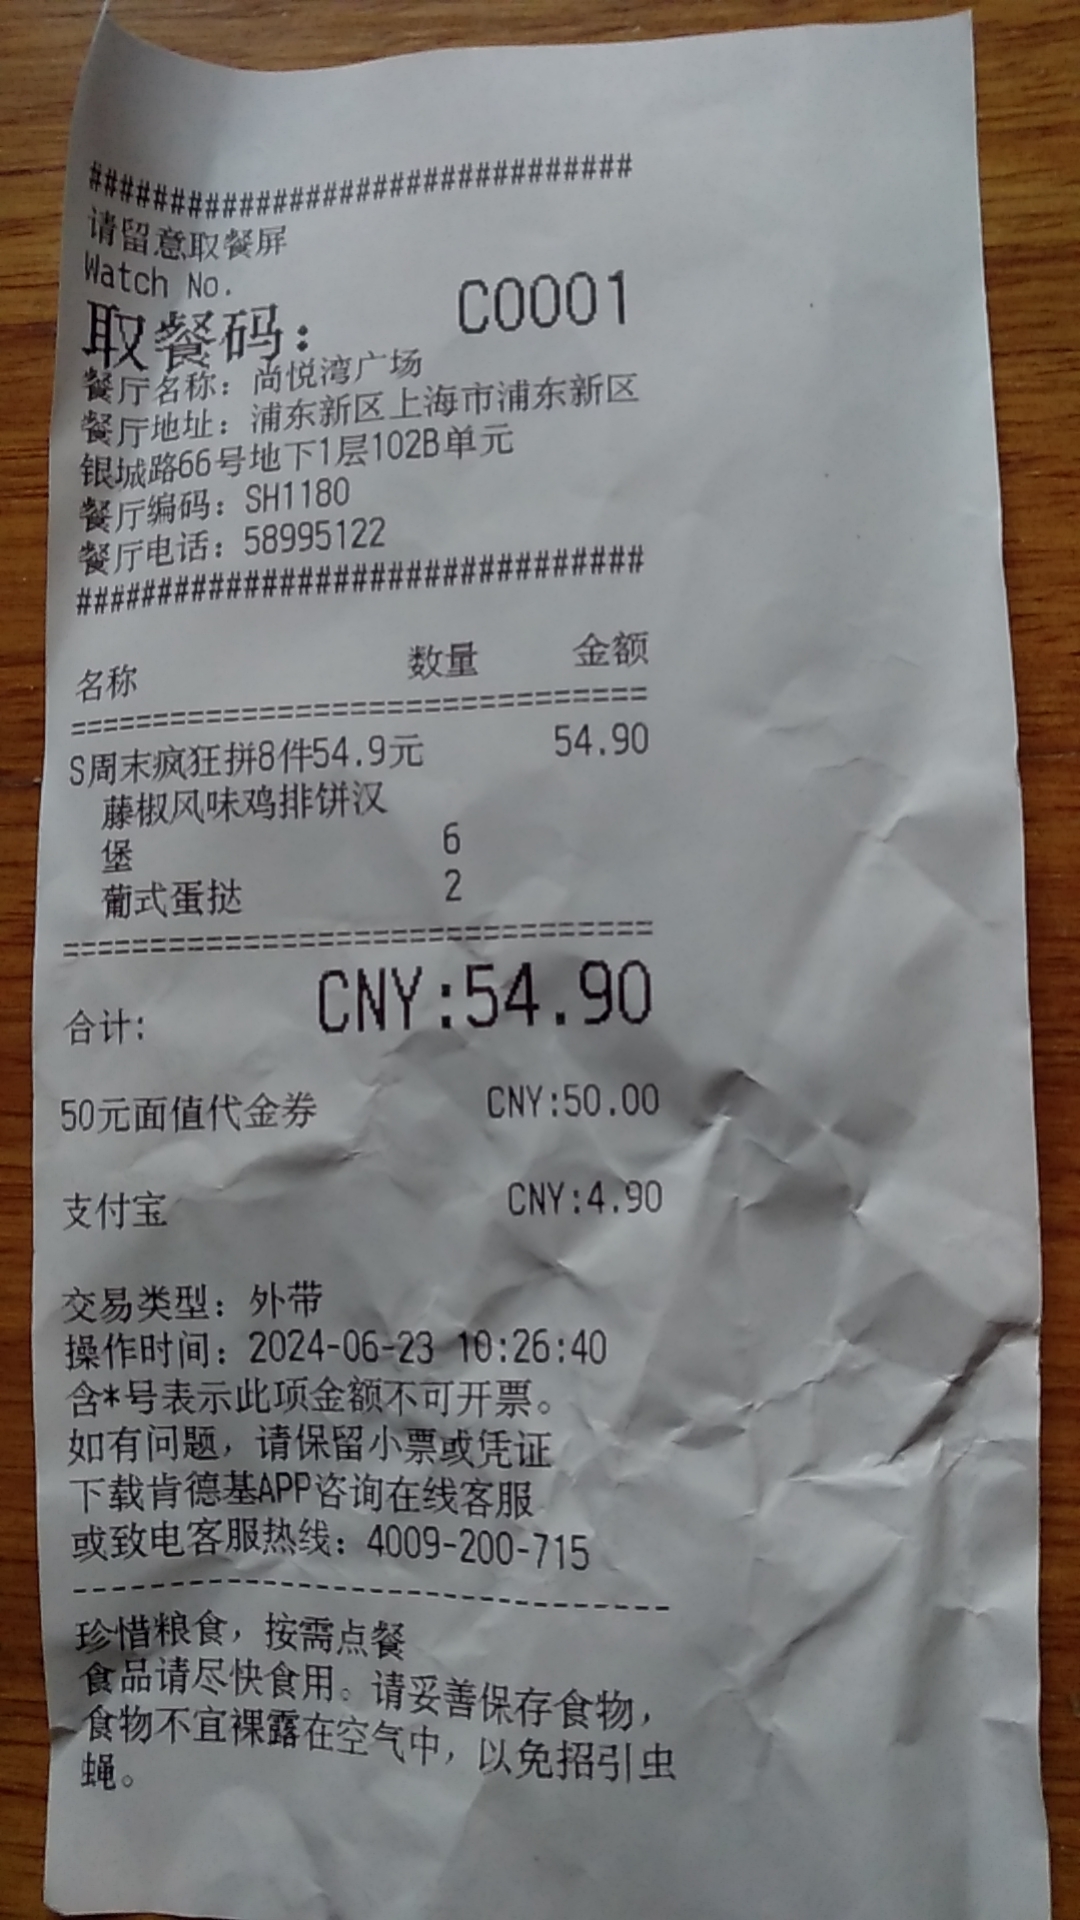 ################################
请留意取餐屏
Watch No.
取餐码： C0001
餐厅名称：尚悦湾广场
餐厅地址：浦东新区上海市浦东新区
银城路66号地下1层102B单元
餐厅编码：SH1180
餐厅电话：58995122
################################
名称 数量 金额
================================
S周末疯狂拼8件54.9元 54.90
藤椒风味鸡排饼汉
堡 6
葡式蛋挞 2
================================
合计: CNY:54.90
50元面值代金券 CNY:50.00
支付宝 CNY:4.90
交易类型：外带
操作时间：2024-06-23 10:26:40
含*号表示此项金额不可开票。
如有问题，请保留小票或凭证
下载肯德基APP咨询在线客服
或致电客服热线：4009-200-715
--------------------------------
珍惜粮食，按需点餐
食品请尽快食用。请妥善保存食物，
食物不宜裸露在空气中，以免招引虫
蝇。